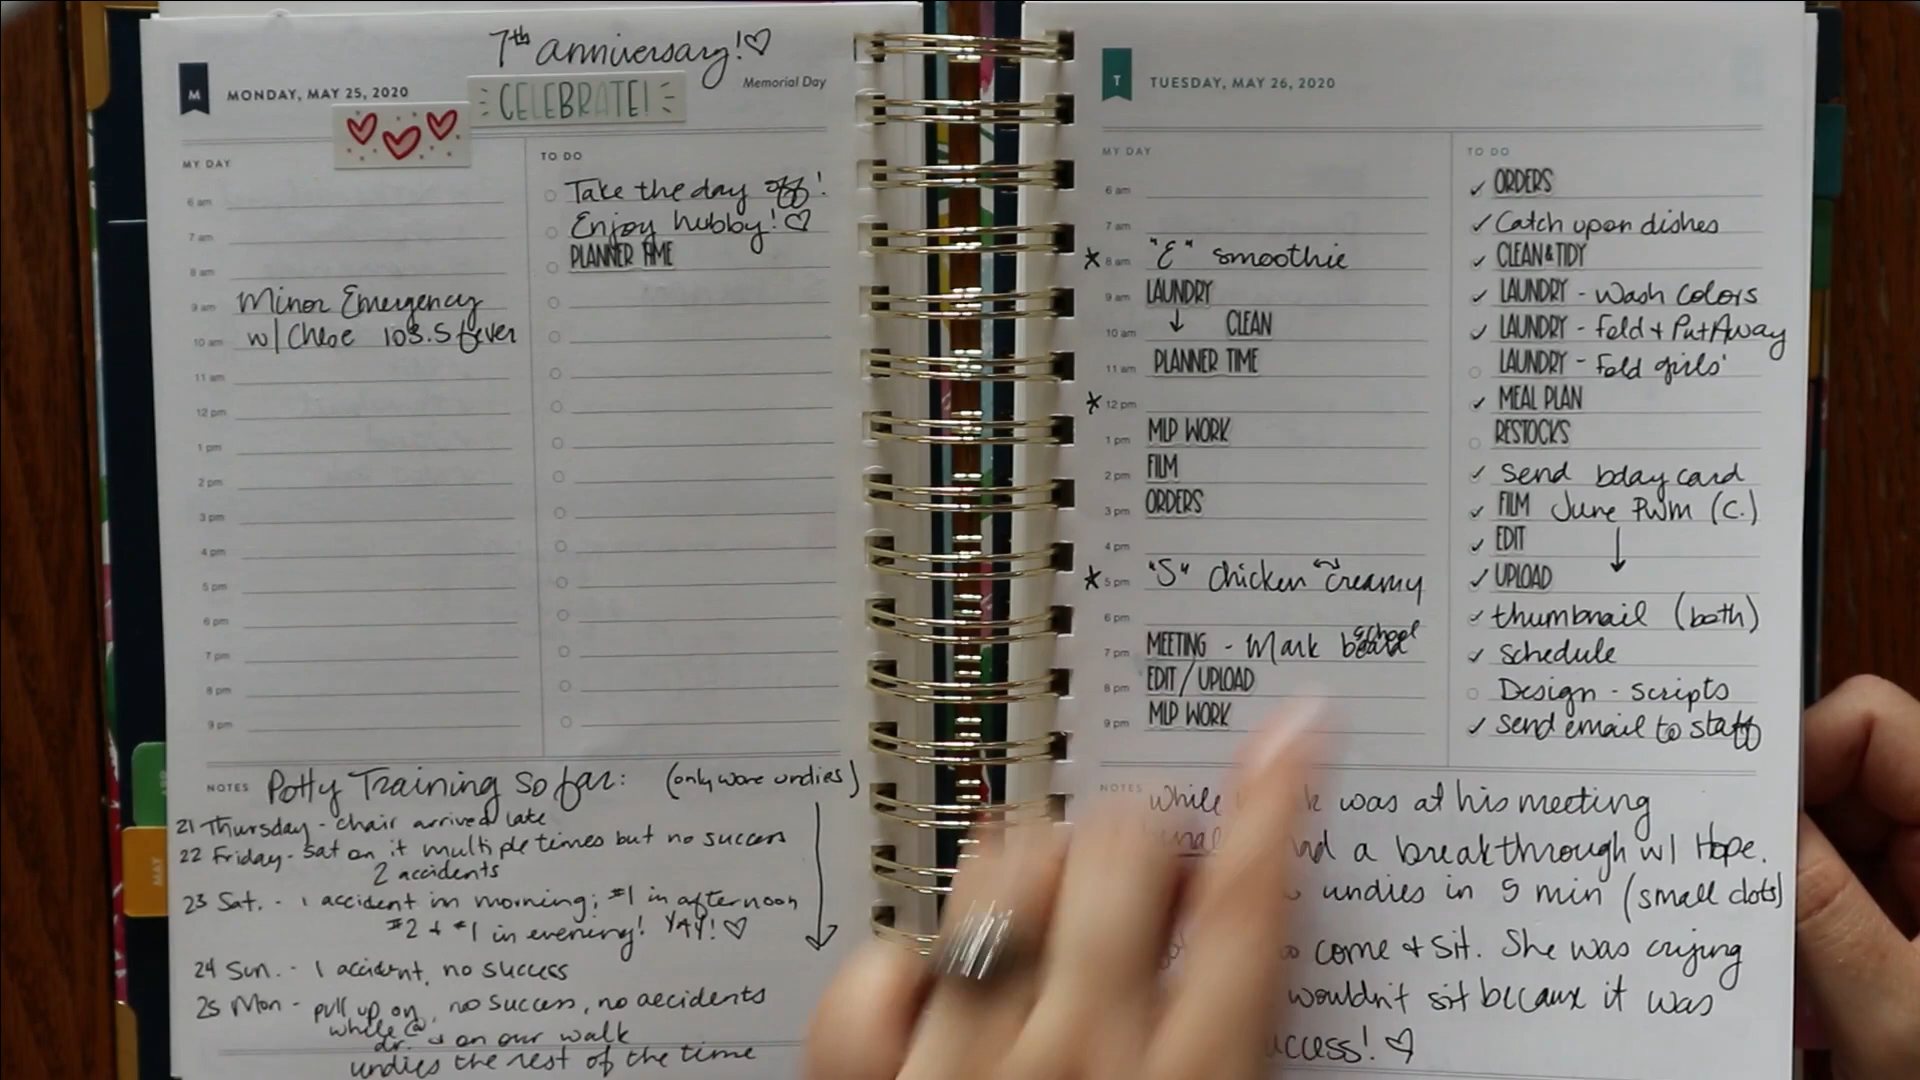 7th anniversary! ♡
M
MONDAY, MAY 25, 2020
CELEBRATE!
Memorial Day
MY DAY
6 am
7 am
8 am
9 am Minor Emergency
10 am w/ Chloe 103.5 fever
11 am
12 pm
1 pm
2 pm
3 pm
4 pm
5 pm
6 pm
7 pm
8 pm
9 pm
TO DO
Take the day off!
Enjoy hubby! ♡
PLANNER TIME
NOTES Potty Training so far: (only wore undies)
21 Thursday - chair arrived late
22 Friday - Sat on it multiple times but no success
2 accidents
23 Sat. - 1 accident in morning; #1 in afternoon
#2 + #1 in evening! YAY! ♡
24 Sun. - 1 accident, no success
25 Mon - pull up on, no success, no accidents
while @
dr. + on our walk
undies the rest of the time
MAY
T
TUESDAY, MAY 26, 2020
MY DAY
6 am
7 am
* 8 am "E" smoothie
9 am LAUNDRY
10 am ↓ CLEAN
11 am PLANNER TIME
* 12 pm
1 pm MLP WORK
2 pm FILM
3 pm ORDERS
4 pm
* 5 pm "S" Chicken Creamy
6 pm
7 pm MEETING - Mark school board
8 pm EDIT / UPLOAD
9 pm MLP WORK
TO DO
✓ ORDERS
✓ Catch up on dishes
✓ CLEAN & TIDY
✓ LAUNDRY - Wash Colors
✓ LAUNDRY - Fold + Put Away
LAUNDRY - Fold girls'
✓ MEAL PLAN
RESTOCKS
✓ Send bday card
✓ FILM June PWM (C.)
✓ EDIT ↓
✓ UPLOAD
✓ thumbnail (both)
✓ Schedule
Design - scripts
✓ Send email to staff
NOTES While was at his meeting
a breakthrough w/ Hope.
undies in 5 min (small dots)
come + sit. She was crying
wouldn't sit because it was
! ♡